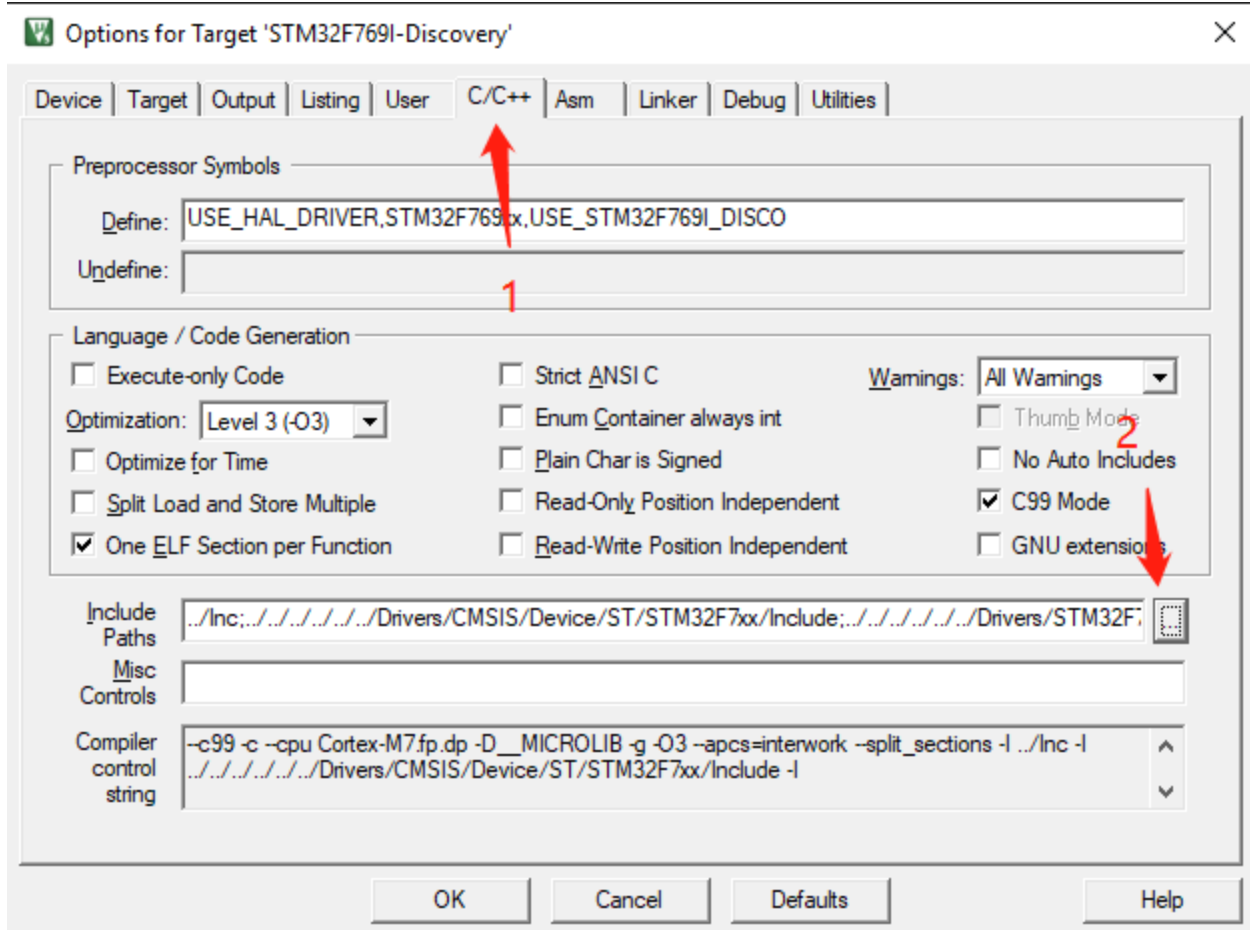 Options for Target 'STM32F769I-Discovery'
Device Target Output Listing User C/C++ Asm Linker Debug Utilities
Preprocessor Symbols
Define: USE_HAL_DRIVER,STM32F769xx,USE_STM32F769I_DISCO
Undefine:
1
Language / Code Generation
Execute-only Code Strict ANSI C Warnings: All Warnings
Optimization: Level 3 (-O3) Enum Container always int Thumb Mode
2
Optimize for Time Plain Char is Signed No Auto Includes
Split Load and Store Multiple Read-Only Position Independent C99 Mode
One ELF Section per Function Read-Write Position Independent GNU extensions
Include Paths ../Inc;../../../../../../Drivers/CMSIS/Device/ST/STM32F7xx/Include;../../../../../../Drivers/STM32F7 ...
Misc Controls
Compiler control string --c99 -c --cpu Cortex-M7.fp.dp -D__MICROLIB -g -O3 --apcs=interwork --split_sections -I ../Inc -I
../../../../../../Drivers/CMSIS/Device/ST/STM32F7xx/Include -I
OK Cancel Defaults Help